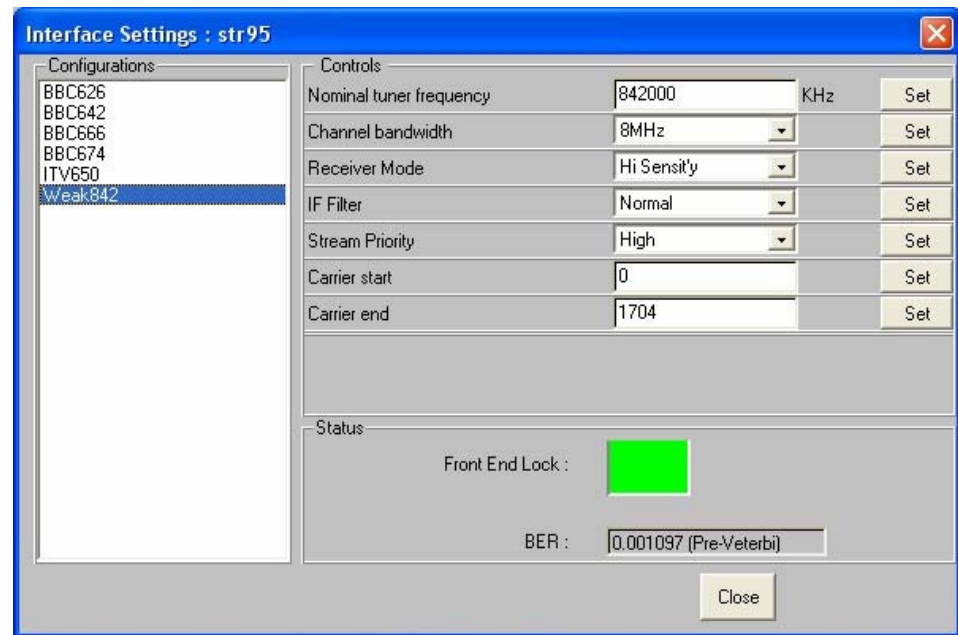 Interface Settings : str95
Configurations
BBC626
BBC642
BBC666
BBC674
ITV650
Weak842
Controls
Nominal tuner frequency 842000 KHz Set
Channel bandwidth 8MHz Set
Receiver Mode Hi Sensit'y Set
IF Filter Normal Set
Stream Priority High Set
Carrier start 0 Set
Carrier end 1704 Set
Status
Front End Lock :
BER : 0.001097 (Pre-Veterbi)
Close